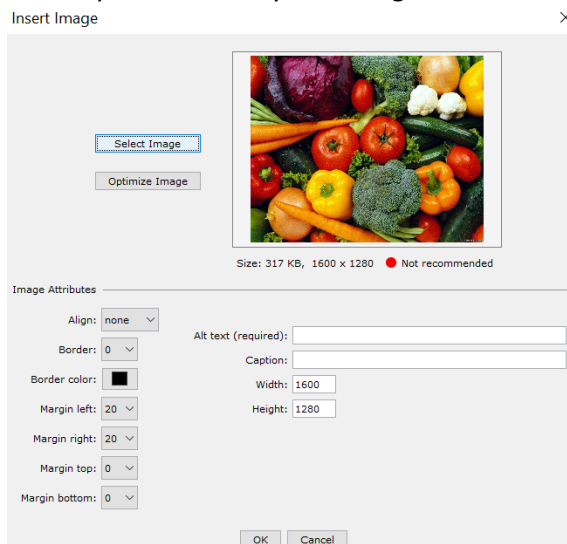 Insert Image
Select Image
Optimize Image
Size: 317 KB, 1600 x 1280 Not recommended
Image Attributes
Align: none
Border: 0
Border color:
Margin left: 20
Margin right: 20
Margin top: 0
Margin bottom: 0
Alt text (required):
Caption:
Width: 1600
Height: 1280
OK Cancel